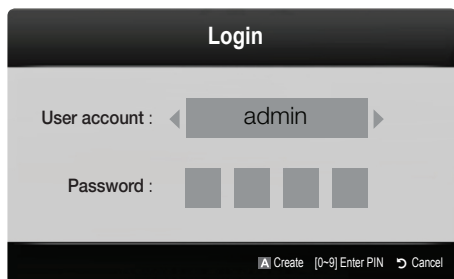 Login
User account : admin
Password :
A Create [0~9] Enter PIN Cancel